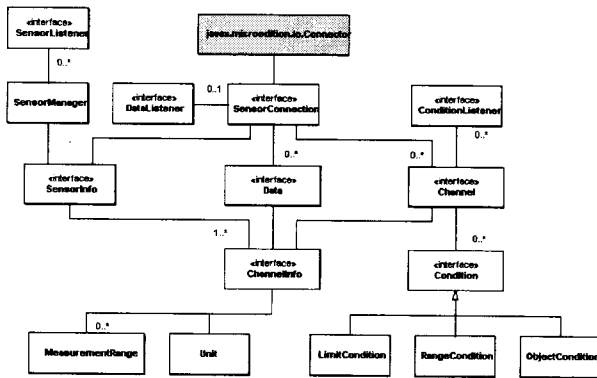 «interface»
SensorListener
javax.microedition.io.Connector
0..*
SensorManager
«interface»
DataListener
0..1
«interface»
SensorConnection
«interface»
ConditionListener
0..*
0..*
0..*
«interface»
SensorInfo
«interface»
Data
«interface»
Channel
1..*
0..*
«interface»
ChannelInfo
«interface»
Condition
0..*
MeasurementRange
Unit
LimitCondition
RangeCondition
ObjectCondition